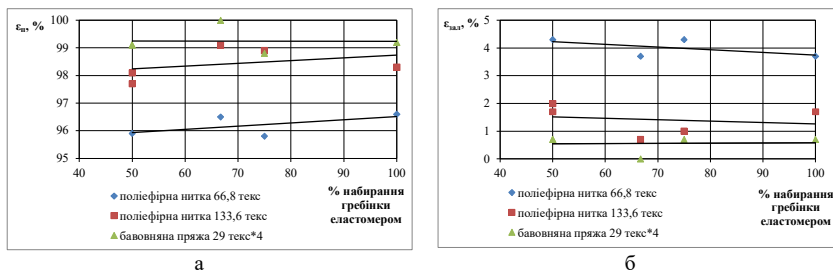 εп, %
100
99
98
97
96
95
40 50 60 70 80 90 100
% набирання
гребінки
еластомером
поліефірна нитка 66,8 текс
поліефірна нитка 133,6 текс
бавовняна пряжа 29 текс*4
а
εзал, %
5
4
3
2
1
0
40 50 60 70 80 90 100
% набирання
гребінки
еластомером
поліефірна нитка 66,8 текс
поліефірна нитка 133,6 текс
бавовняна пряжа 29 текс*4
б